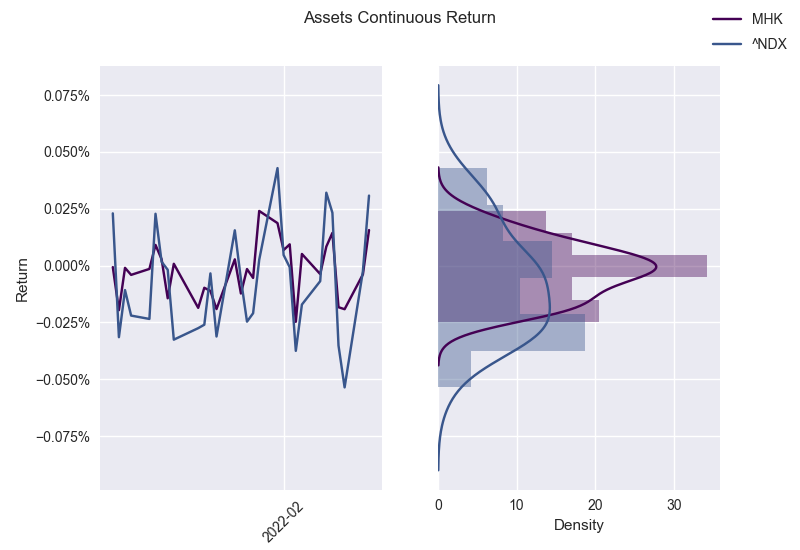 Assets Continuous Return
MHK
^NDX
Return
0.075%
0.050%
0.025%
0.000%
−0.025%
−0.050%
−0.075%
2022-02
0 10 20 30
Density